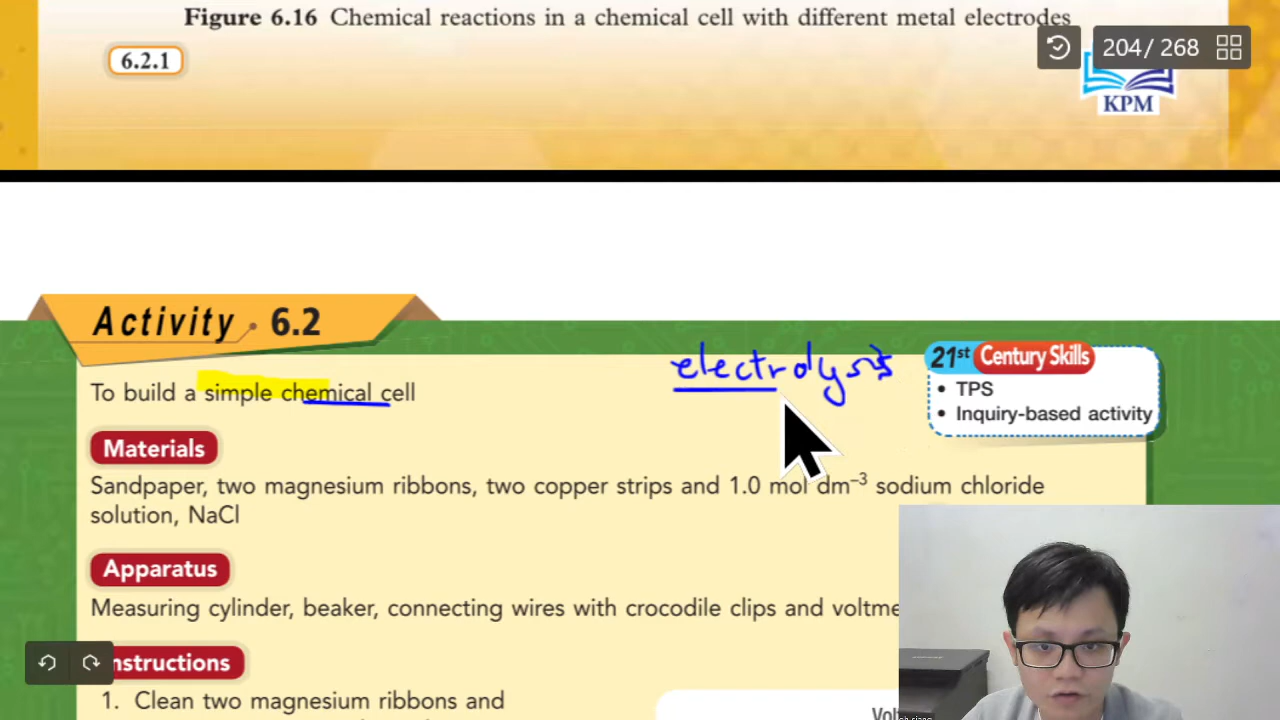 Figure 6.16 Chemical reactions in a chemical cell with different metal electrodes
204/ 268
6.2.1
KPM
Activity 6.2
electrolysis
21st Century Skills
• TPS
• Inquiry-based activity
To build a simple chemical cell
Materials
Sandpaper, two magnesium ribbons, two copper strips and 1.0 mol dm⁻³ sodium chloride
solution, NaCl
Apparatus
Measuring cylinder, beaker, connecting wires with crocodile clips and voltme
nstructions
1. Clean two magnesium ribbons and
Volt